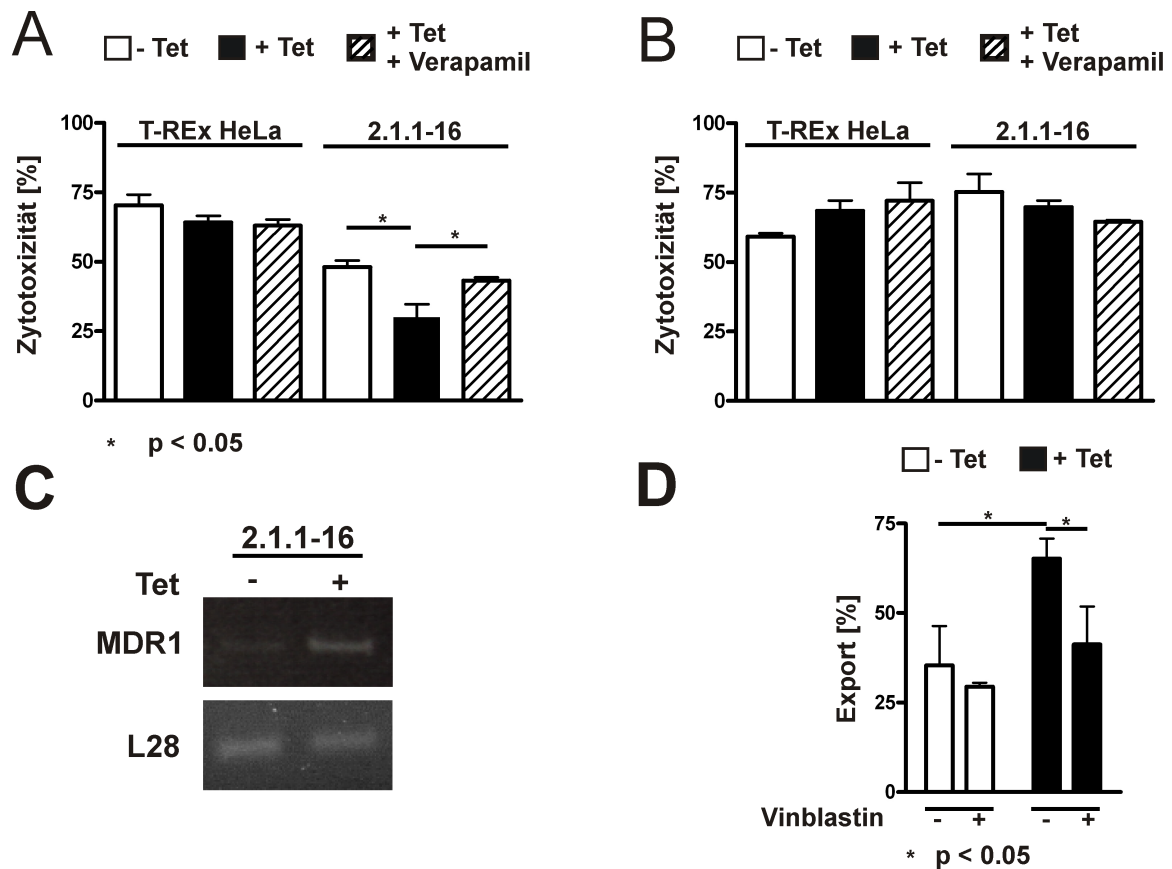 A
- Tet
+ Tet
+ Tet
+ Verapamil
100
75
50
25
0
Zytotoxizität [%]
T-REx HeLa
2.1.1-16
*
*
* p < 0.05
B
- Tet
+ Tet
+ Tet
+ Verapamil
100
75
50
25
0
Zytotoxizität [%]
T-REx HeLa
2.1.1-16
C
2.1.1-16
Tet - +
MDR1
L28
D
- Tet
+ Tet
75
50
25
0
Export [%]
*
*
Vinblastin - + - +
* p < 0.05